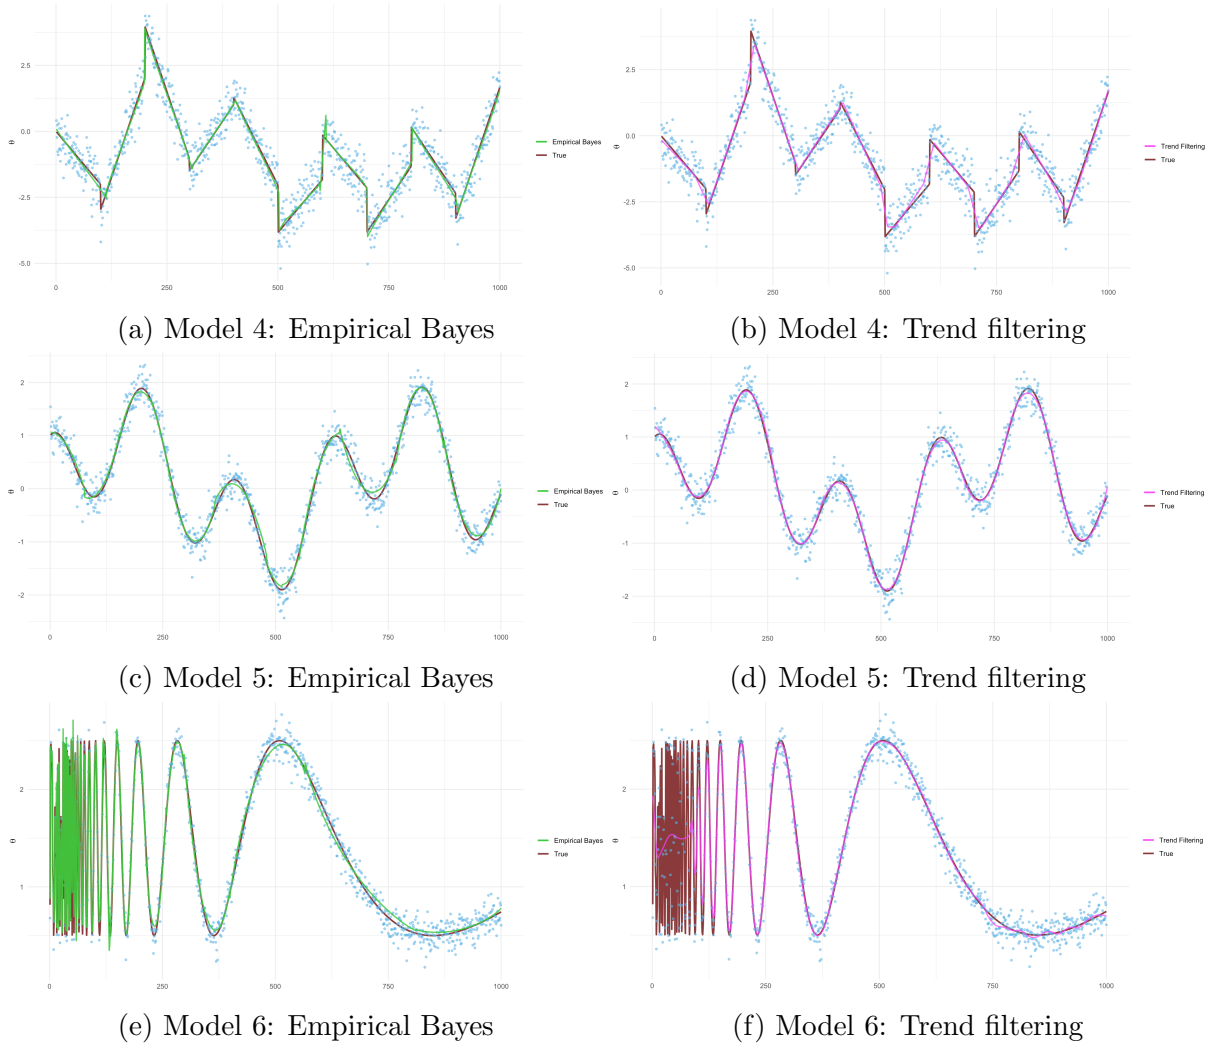 2.5
0.0
-2.5
-5.0
θ
0
250
500
750
1000
Empirical Bayes
True
2.5
0.0
-2.5
-5.0
θ
0
250
500
750
1000
Trend Filtering
True
(a) Model 4: Empirical Bayes
(b) Model 4: Trend filtering
2
1
0
-1
-2
θ
0
250
500
750
1000
Empirical Bayes
True
2
1
0
-1
-2
θ
0
250
500
750
1000
Trend Filtering
True
(c) Model 5: Empirical Bayes
(d) Model 5: Trend filtering
2
1
θ
0
250
500
750
1000
Empirical Bayes
True
2
1
θ
0
250
500
750
1000
Trend Filtering
True
(e) Model 6: Empirical Bayes
(f) Model 6: Trend filtering